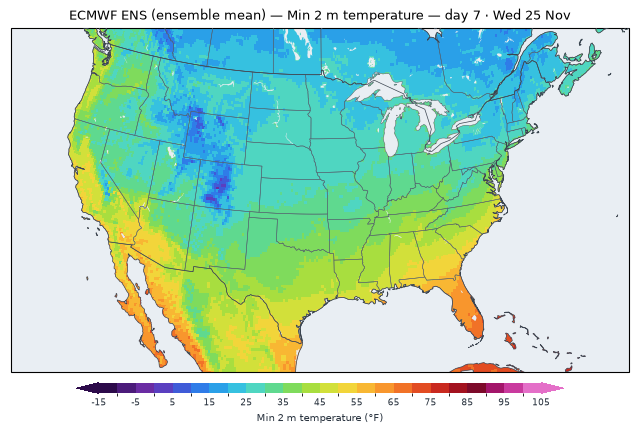 ECMWF ENS (ensemble mean) — Min 2 m temperature — day 7 · Wed 25 Nov
-15 -5 5 15 25 35 45 55 65 75 85 95 105
Min 2 m temperature (°F)